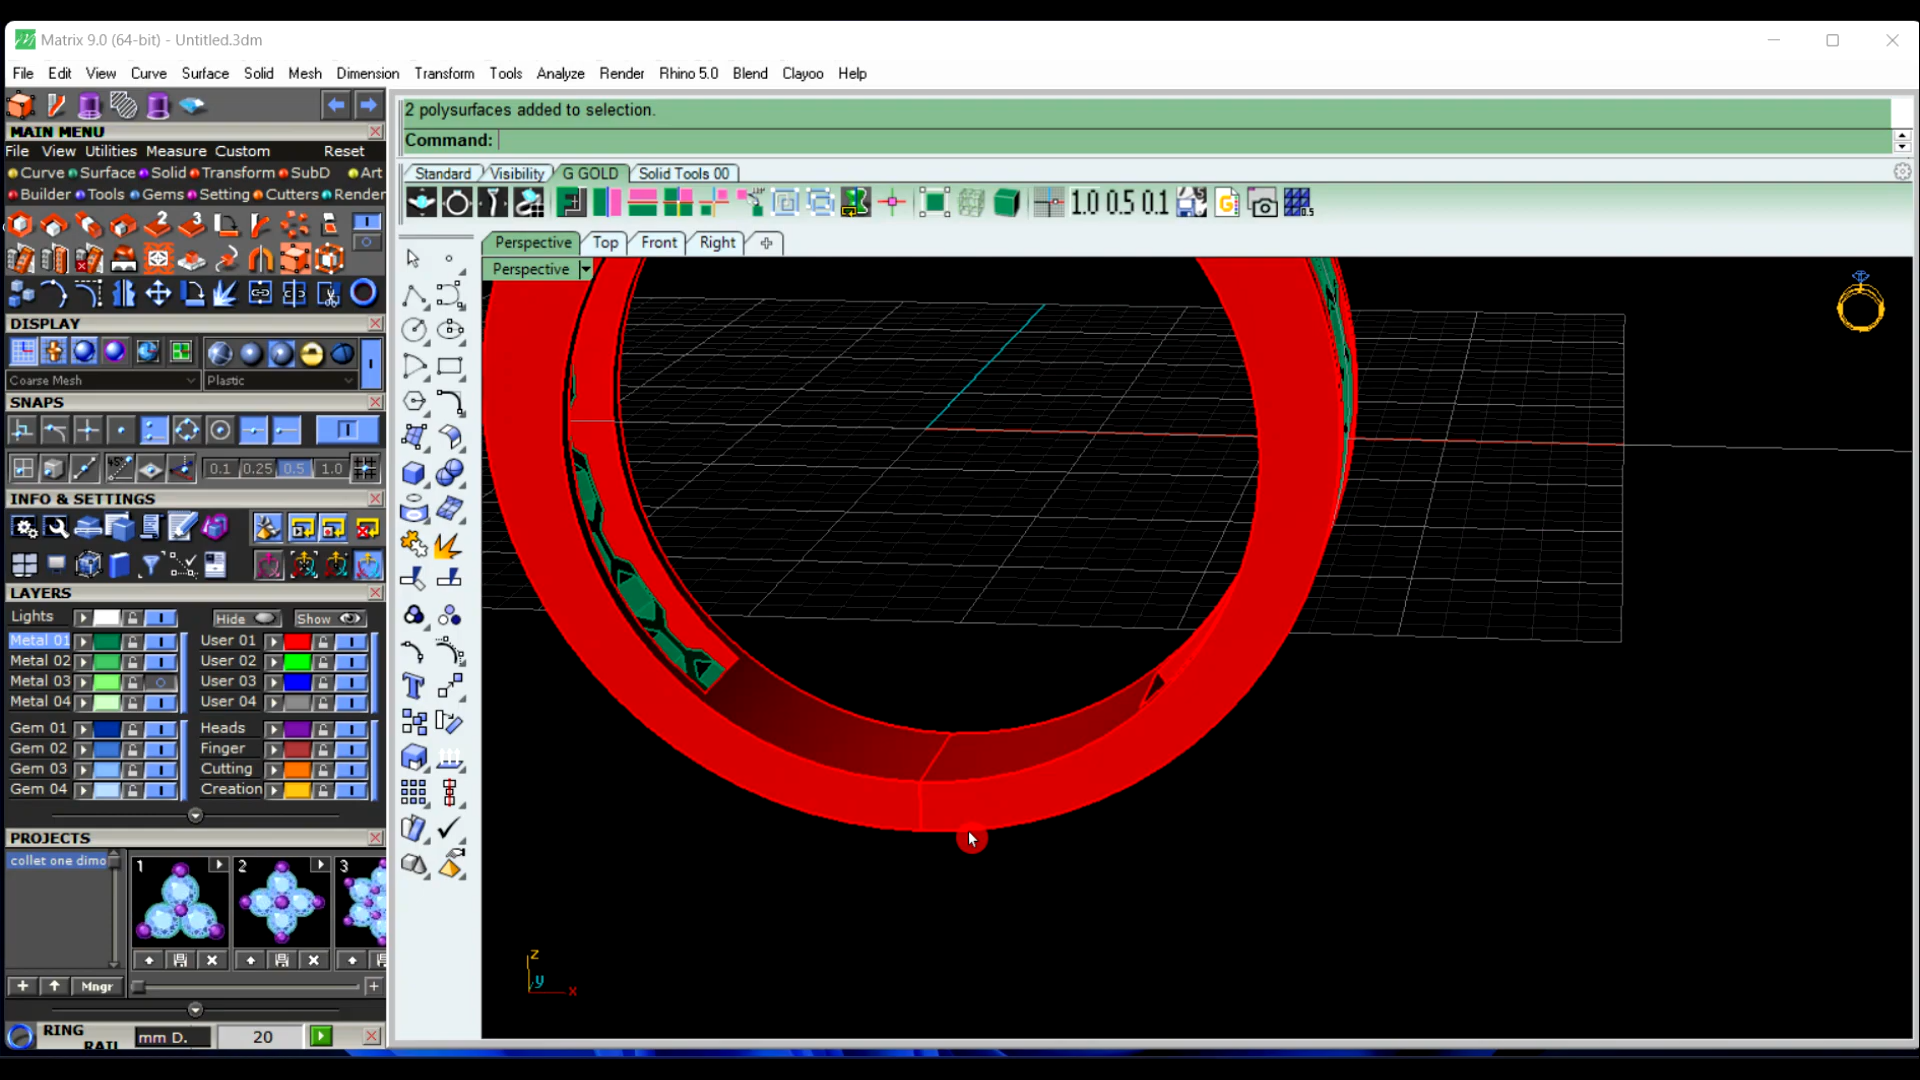 Matrix 9.0 (64-bit) - Untitled.3dm
File Edit View Curve Surface Solid Mesh Dimension Transform Tools Analyze Render Rhino 5.0 Blend Clayoo Help
2 polysurfaces added to selection.
Command:
MAIN MENU
File View Utilities Measure Custom Reset
Curve Surface Solid Transform SubD Art
Builder Tools Gems Setting Cutters Render
Standard Visibility G GOLD Solid Tools 00
1.0 0.5 0.1
Perspective Top Front Right
Perspective
DISPLAY
Coarse Mesh Plastic
SNAPS
0.1 0.25 0.5 1.0
INFO & SETTINGS
LAYERS
Lights Hide Show
Metal 01 User 01
Metal 02 User 02
Metal 03 User 03
Metal 04 User 04
Gem 01 Heads
Gem 02 Finger
Gem 03 Cutting
Gem 04 Creation
PROJECTS
collet one dimo
1 2 3
Mngr
RING RAIL mm D. 20
z
y
x